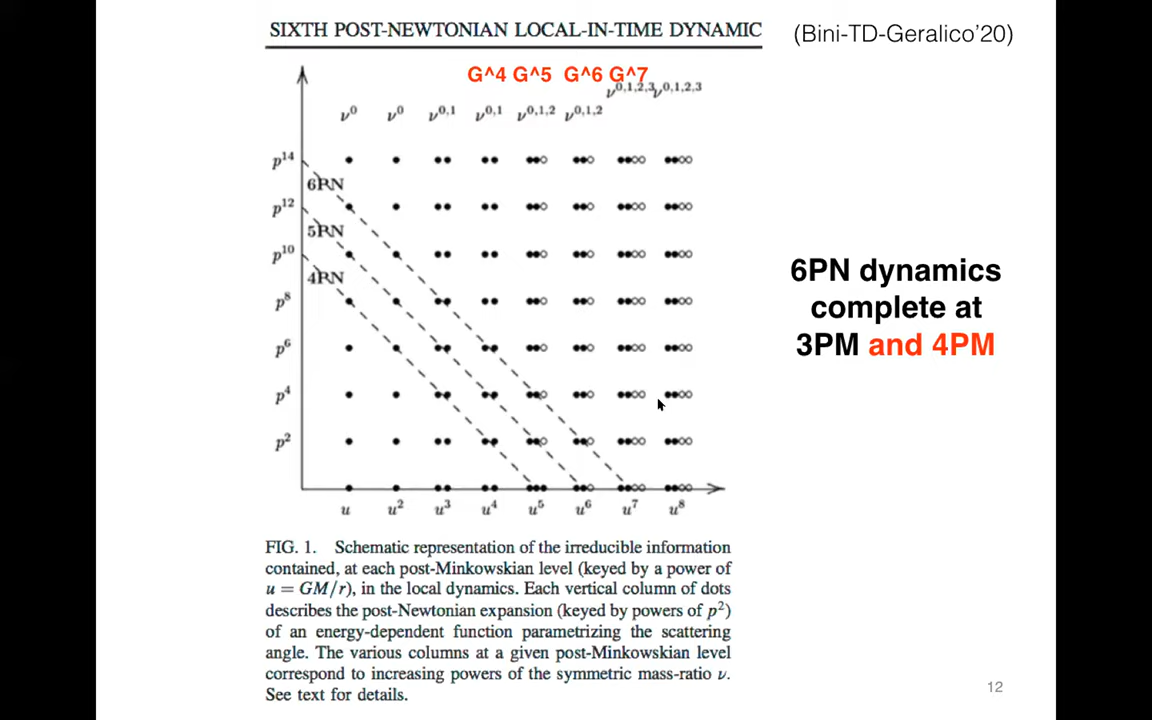 SIXTH POST-NEWTONIAN LOCAL-IN-TIME DYNAMIC
(Bini-TD-Geralico'20)
G^4 G^5 G^6 G^7
ν^0,1,2,3 ν^0,1,2,3
ν^0 ν^0 ν^0,1 ν^0,1 ν^0,1,2 ν^0,1,2
p^14
6PN
p^12
5PN
p^10
4PN
p^8
p^6
p^4
p^2
u u^2 u^3 u^4 u^5 u^6 u^7 u^8
6PN dynamics
complete at
3PM and 4PM
FIG. 1. Schematic representation of the irreducible information
contained, at each post-Minkowskian level (keyed by a power of
u = GM/r), in the local dynamics. Each vertical column of dots
describes the post-Newtonian expansion (keyed by powers of p^2)
of an energy-dependent function parametrizing the scattering
angle. The various columns at a given post-Minkowskian level
correspond to increasing powers of the symmetric mass-ratio ν.
See text for details.
12